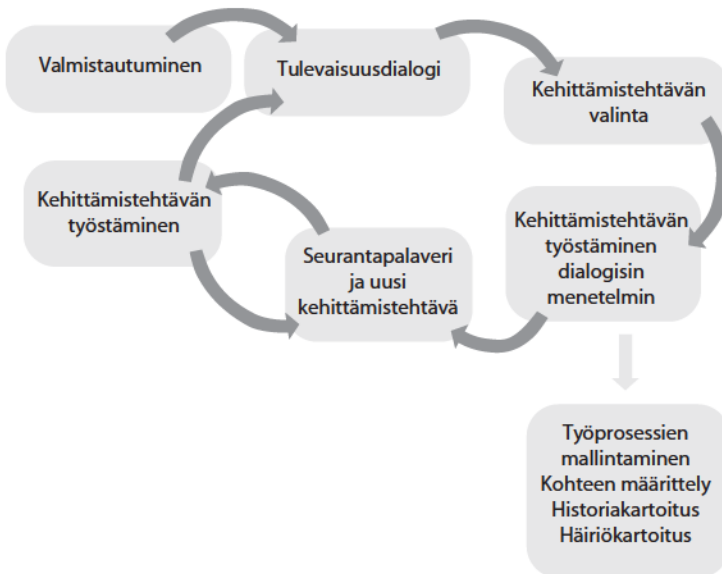 Valmistautuminen
Tulevaisuusdialogi
Kehittämistehtävän
valinta
Kehittämistehtävän
työstäminen
dialogisin
menetelmin
Seurantapalaveri
ja uusi
kehittämistehtävä
Kehittämistehtävän
työstäminen
Työprosessien
mallintaminen
Kohteen määrittely
Historiakartoitus
Häiriökartoitus